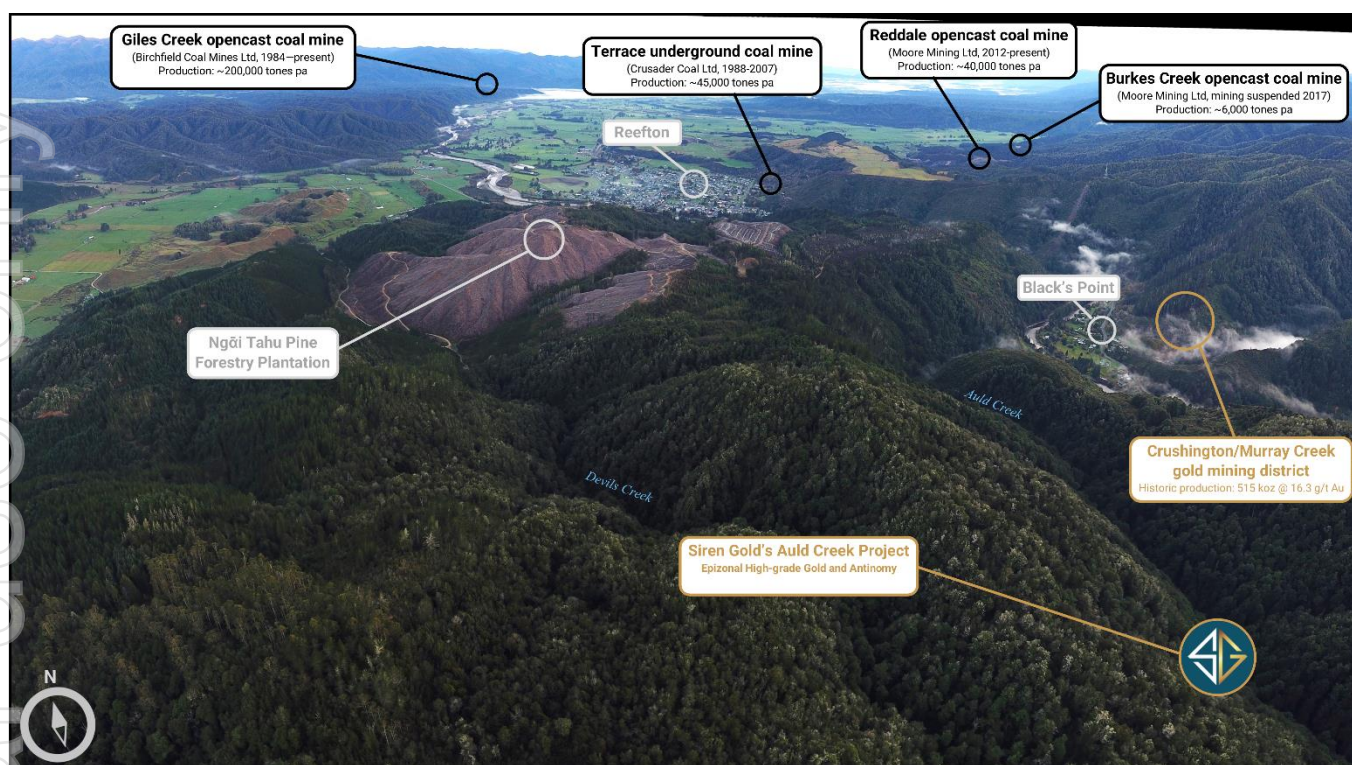 Giles Creek opencast coal mine
(Birchfield Coal Mines Ltd, 1984—present)
Production: ~200,000 tones pa
Terrace underground coal mine
(Crusader Coal Ltd, 1988-2007)
Production: ~45,000 tones pa
Reddale opencast coal mine
(Moore Mining Ltd, 2012-present)
Production: ~40,000 tones pa
Burkes Creek opencast coal mine
(Moore Mining Ltd, mining suspended 2017)
Production: ~6,000 tones pa
Reefton
Black's Point
Ngāi Tahu Pine
Forestry Plantation
Auld Creek
Devils Creek
Crushington/Murray Creek
gold mining district
Historic production: 515 koz @ 16.3 g/t Au
Siren Gold's Auld Creek Project
Epizonal High-grade Gold and Antinomy
SG
N